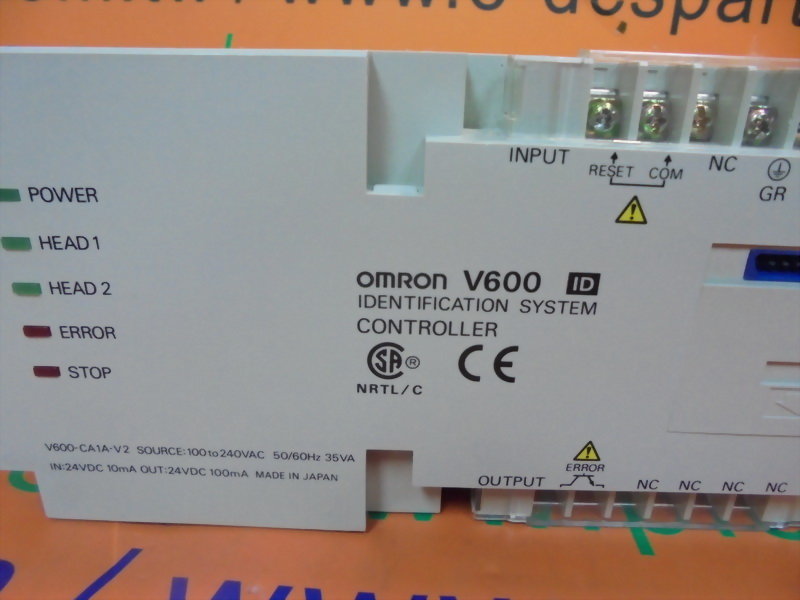 INPUT RESET COM NC GR
POWER
HEAD 1
HEAD 2
ERROR
STOP
OMRON V600 ID
IDENTIFICATION SYSTEM
CONTROLLER
SA ®
NRTL/C
CE
V600-CA1A-V2 SOURCE:100 to 240VAC 50/60Hz 35VA
IN:24VDC 10mA OUT:24VDC 100mA MADE IN JAPAN
OUTPUT ERROR NC NC NC NC